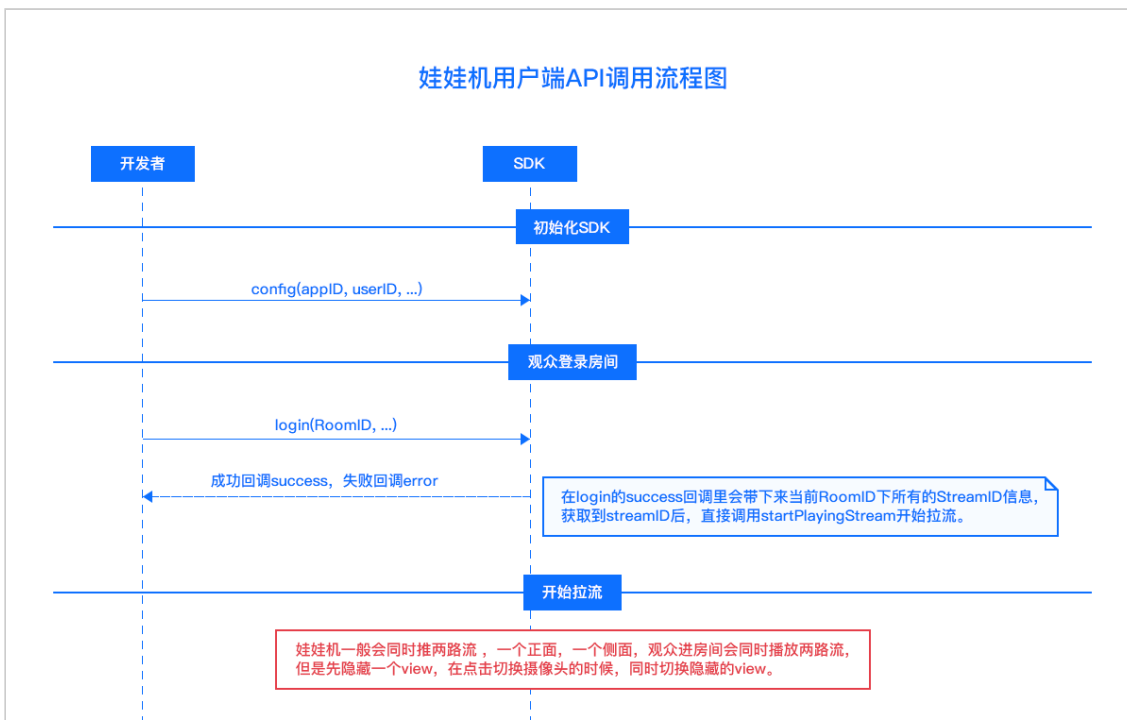 娃娃机用户端API调用流程图
开发者
SDK
初始化SDK
config(appID, userID, ...)
观众登录房间
login(RoomID, ...)
成功回调success，失败回调error
在login的success回调里会带下来当前RoomID下所有的StreamID信息，
获取到streamID后，直接调用startPlayingStream开始拉流。
开始拉流
娃娃机一般会同时推两路流 ，一个正面，一个侧面，观众进房间会同时播放两路流，
但是先隐藏一个view，在点击切换摄像头的时候，同时切换隐藏的view。